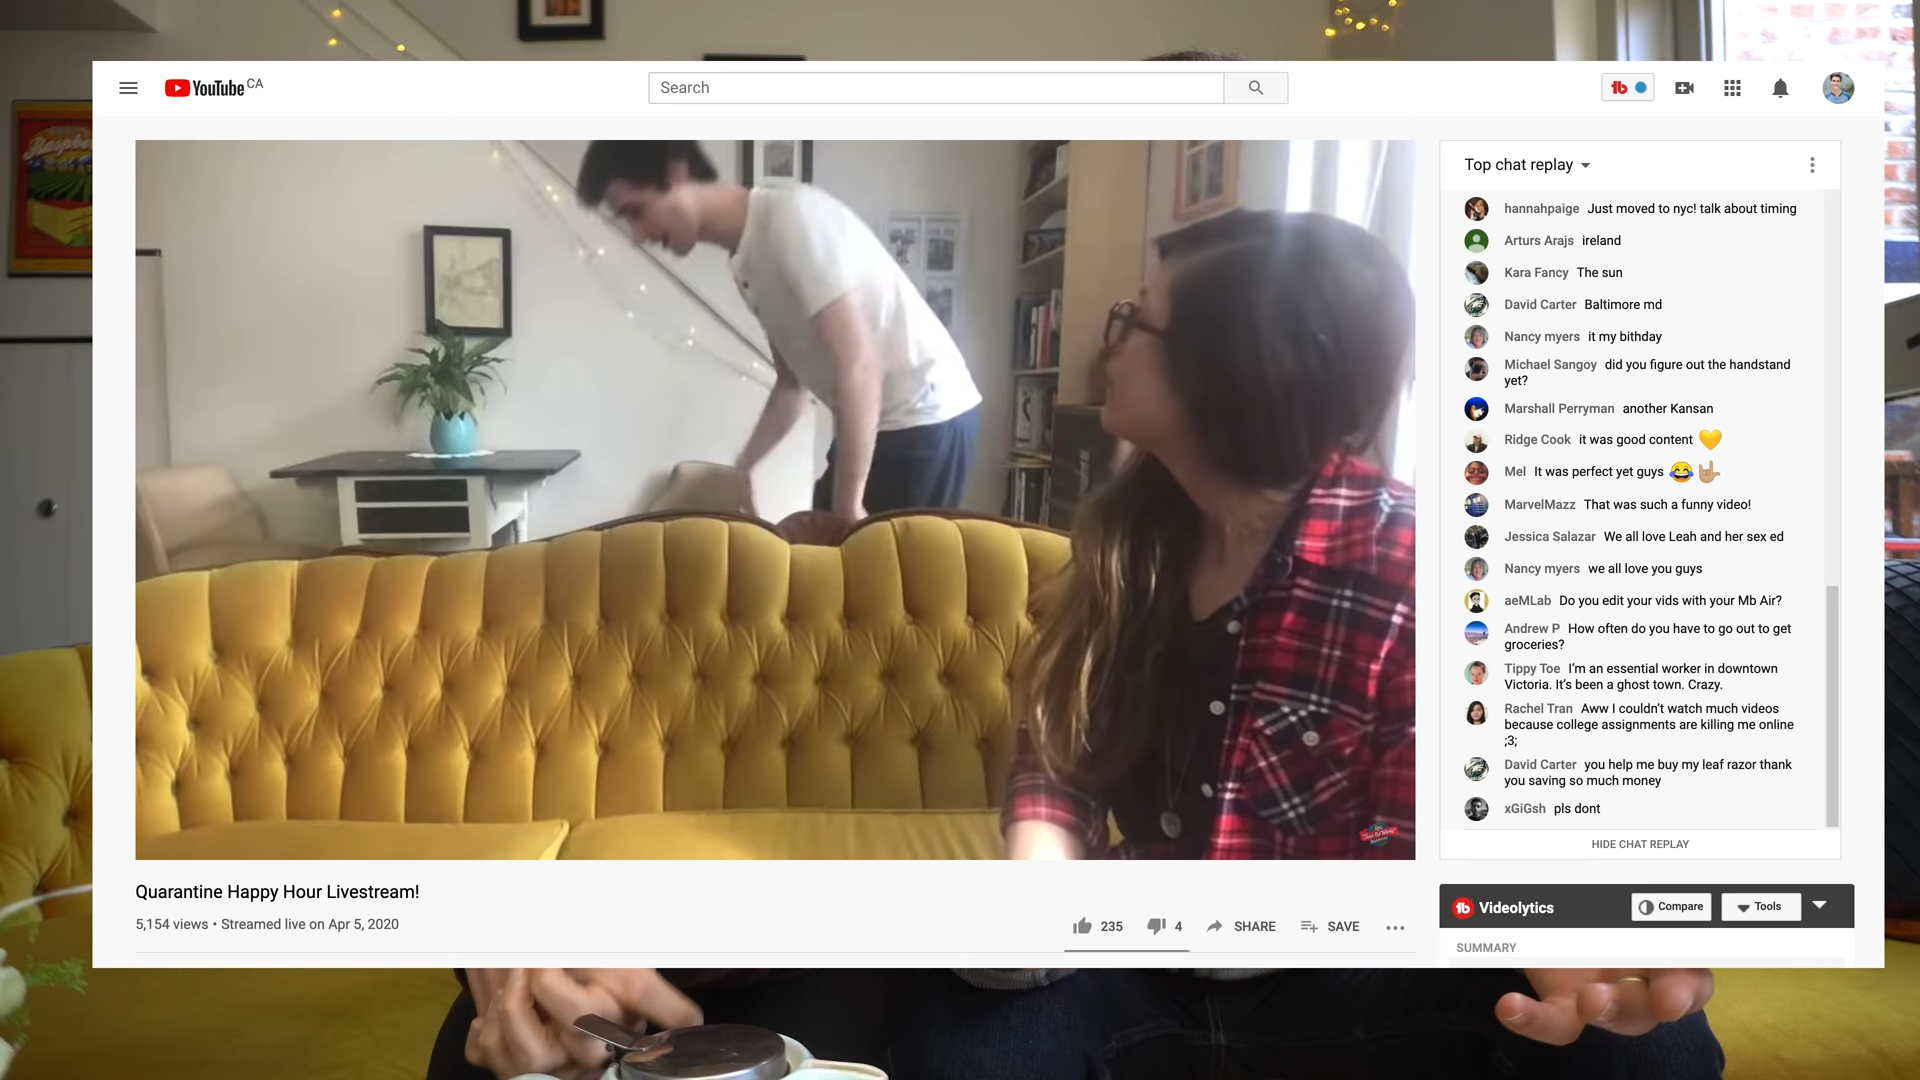 Raspbe
YouTube CA
Search
Top chat replay
hannahpaige Just moved to nyc! talk about timing
Arturs Arajs ireland
Kara Fancy The sun
David Carter Baltimore md
Nancy myers it my bithday
Michael Sangoy did you figure out the handstand
yet?
Marshall Perryman another Kansan
Ridge Cook it was good content 💛
Mel It was perfect yet guys 😂🤟🏼
MarvelMazz That was such a funny video!
Jessica Salazar We all love Leah and her sex ed
Nancy myers we all love you guys
aeMLab Do you edit your vids with your Mb Air?
Andrew P How often do you have to go out to get
groceries?
Tippy Toe I'm an essential worker in downtown
Victoria. It's been a ghost town. Crazy.
Rachel Tran Aww I couldn't watch much videos
because college assignments are killing me online
;3;
David Carter you help me buy my leaf razor thank
you saving so much money
xGiGsh pls dont
HIDE CHAT REPLAY
Quarantine Happy Hour Livestream!
5,154 views • Streamed live on Apr 5, 2020
235
4
SHARE
SAVE
Videolytics
Compare
Tools
SUMMARY